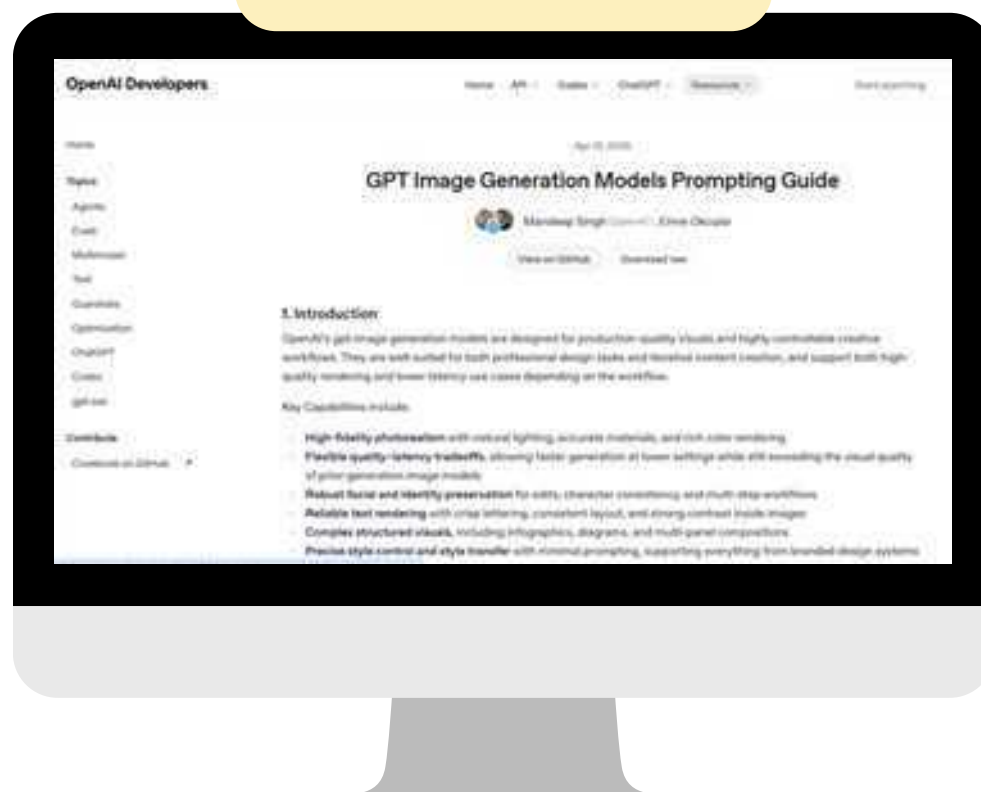 OpenAI Developers
Home API Codex ChatGPT Resources
Home
Topics
Agents
Evals
Multimodal
Text
Guardrails
Optimization
ChatGPT
Codex
gpt-oss
Contribute
Cookbook on GitHub
GPT Image Generation Models Prompting Guide
Mandeep Singh
View on GitHub Download raw
1. Introduction
OpenAI's gpt-image generation models are designed for production-quality visuals and highly controllable creative
workflows. They are well-suited for both professional design tasks and iterative content creation, and support both high-
quality rendering and lower-latency use cases depending on the workflow.
Key Capabilities include:
High-fidelity photorealism with natural lighting, accurate materials, and rich color rendering
Flexible quality-latency tradeoffs, allowing faster generation at lower settings while still exceeding the visual quality
of prior-generation image models
Robust facial and identity preservation for edits, character consistency, and multi-step workflows
Reliable text rendering with crisp lettering, consistent layout, and strong contrast inside images
Complex structured visuals, including infographics, diagrams, and multi-panel compositions
Precise style control and style transfer with minimal prompting, supporting everything from branded design systems